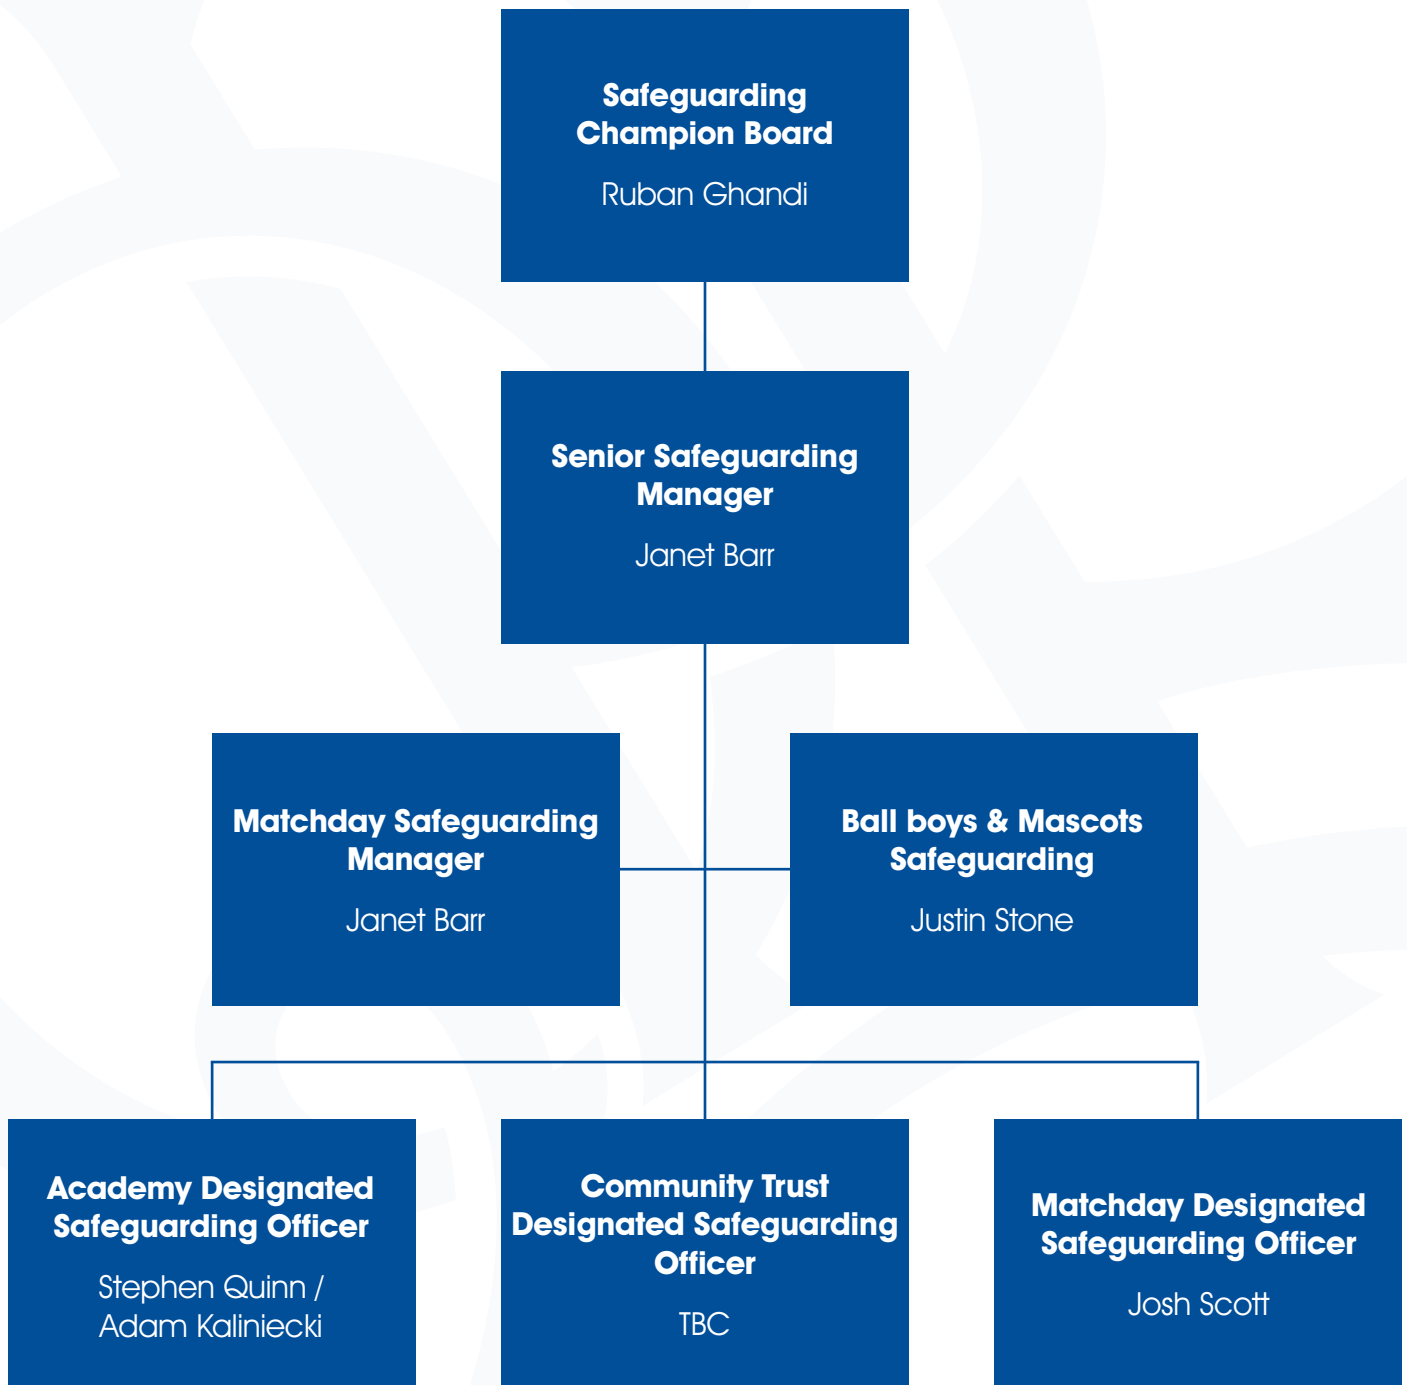 Safeguarding
Champion Board
Ruban Ghandi
Senior Safeguarding
Manager
Janet Barr
Matchday Safeguarding
Manager
Janet Barr
Ball boys & Mascots
Safeguarding
Justin Stone
Academy Designated
Safeguarding Officer
Stephen Quinn /
Adam Kaliniecki
Community Trust
Designated Safeguarding
Officer
TBC
Matchday Designated
Safeguarding Officer
Josh Scott